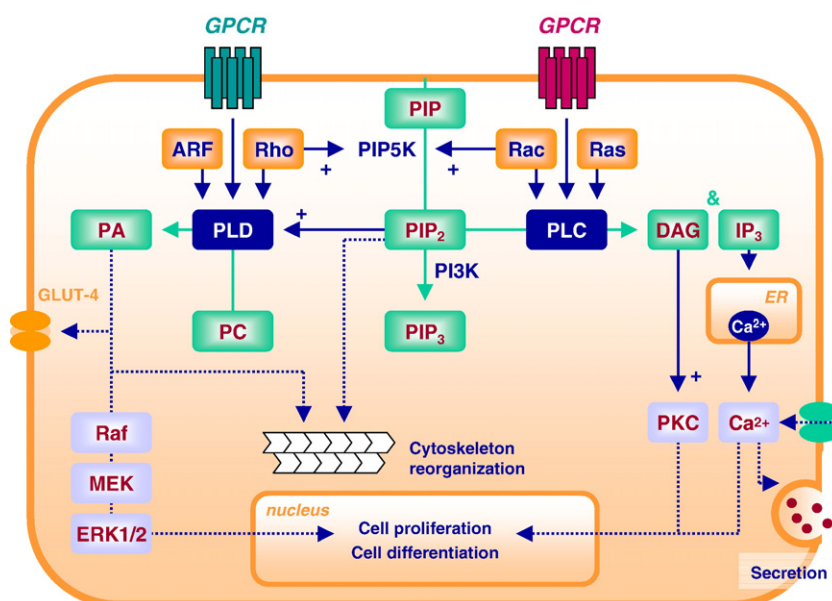 GPCR
GPCR
PIP
ARF
Rho
PIP5K
Rac
Ras
+
+
&
PA
PLD
+
PIP₂
PLC
DAG
IP₃
PI3K
GLUT-4
ER
PC
PIP₃
Ca²⁺
+
Raf
PKC
Ca²⁺
Cytoskeleton
reorganization
MEK
nucleus
ERK1/2
Cell proliferation
Cell differentiation
Secretion